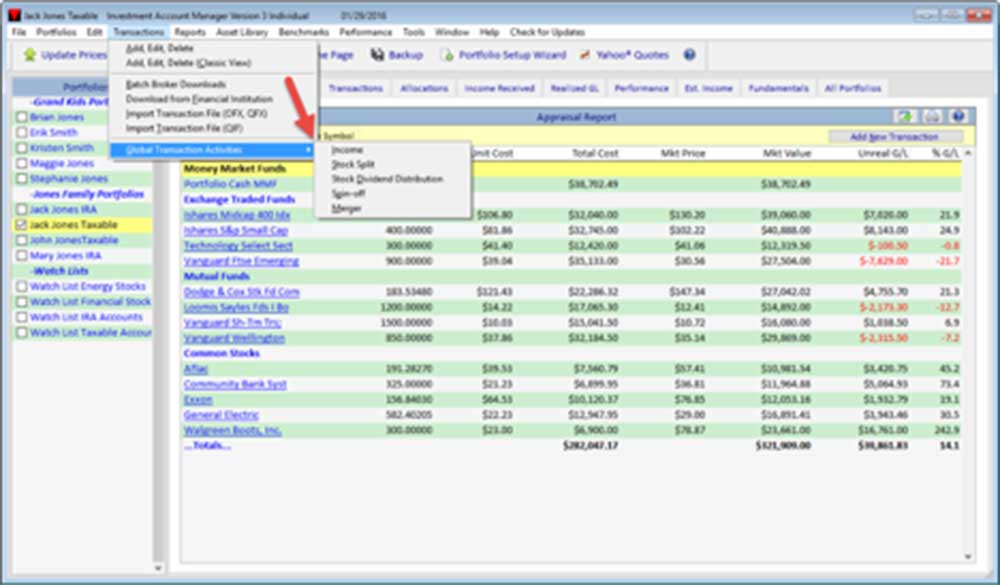 Jack Jones Taxable Investment Account Manager Version 3 Individual 01/29/2016
File Portfolios Edit Transactions Reports Asset Library Benchmarks Performance Tools Window Help Check for Updates
Update Prices Page Backup Portfolio Setup Wizard Yahoo! Quotes
Add, Edit, Delete
Add, Edit, Delete (Classic View)
Batch Broker Downloads
Download from Financial Institution
Import Transaction File (OFX, QFX)
Import Transaction File (QIF)
Global Transaction Activities
Income
Stock Split
Stock Dividend Distribution
Spin-off
Merger
Portfolios
-Grand Kids Port
Brian Jones
Erik Smith
Kristen Smith
Maggie Jones
Stephanie Jones
-Jones Family Portfolios
Jack Jones IRA
Jack Jones Taxable
John JonesTaxable
Mary Jones IRA
-Watch Lists
Watch List Energy Stocks
Watch List Financial Stock
Watch List IRA Accounts
Watch List Taxable Accour
Transactions Allocations Income Received Realized GL Performance Est. Income Fundamentals All Portfolios
Appraisal Report
Symbol Add New Transaction
Unit Cost Total Cost Mkt Price Mkt Value Unreal G/L % G/L
Money Market Funds
Portfolio Cash MMF $38,702.49 $38,702.49
Exchange Traded Funds
Ishares Midcap 400 Idx $106.80 $32,040.00 $130.20 $39,060.00 $7,020.00 21.9
Ishares S&p Small Cap 400.00000 $81.86 $32,745.00 $102.22 $40,888.00 $8,143.00 24.9
Technology Select Sect 300.00000 $41.40 $12,420.00 $41.06 $12,319.50 $-100.50 -0.8
Vanguard Ftse Emerging 900.00000 $39.04 $35,133.00 $30.56 $27,504.00 $-7,629.00 -21.7
Mutual Funds
Dodge & Cox Stk Fd Com 183.53480 $121.43 $22,286.32 $147.34 $27,042.02 $4,755.70 21.3
Loomis Sayles Fds I Bo 1200.00000 $14.22 $17,065.30 $12.41 $14,892.00 $-2,173.30 -12.7
Vanguard Sh-Tm Trs; 1500.00000 $10.03 $15,041.50 $10.72 $16,080.00 $1,038.50 6.9
Vanguard Wellington 850.00000 $37.86 $32,184.50 $35.14 $29,869.00 $-2,315.50 -7.2
Common Stocks
Aflac 191.28270 $39.53 $7,560.79 $57.41 $10,981.54 $3,420.75 45.2
Community Bank Syst 325.00000 $21.23 $6,899.95 $36.81 $11,964.88 $5,064.93 73.4
Exxon 156.84030 $64.53 $10,120.37 $76.85 $12,053.16 $1,932.79 19.1
General Electric 582.40205 $22.23 $12,947.95 $29.00 $16,891.41 $3,943.46 30.5
Walgreen Boots, Inc. 300.00000 $23.00 $6,900.00 $78.87 $23,661.00 $16,761.00 242.9
...Totals... $282,047.17 $321,909.00 $39,861.83 14.1